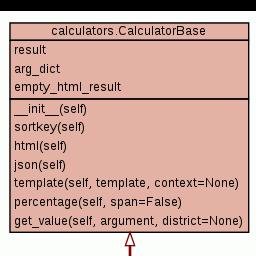 calculators.CalculatorBase
result
arg_dict
empty_html_result
__init__(self)
sortkey(self)
html(self)
json(self)
template(self, template, context=None)
percentage(self, span=False)
get_value(self, argument, district=None)